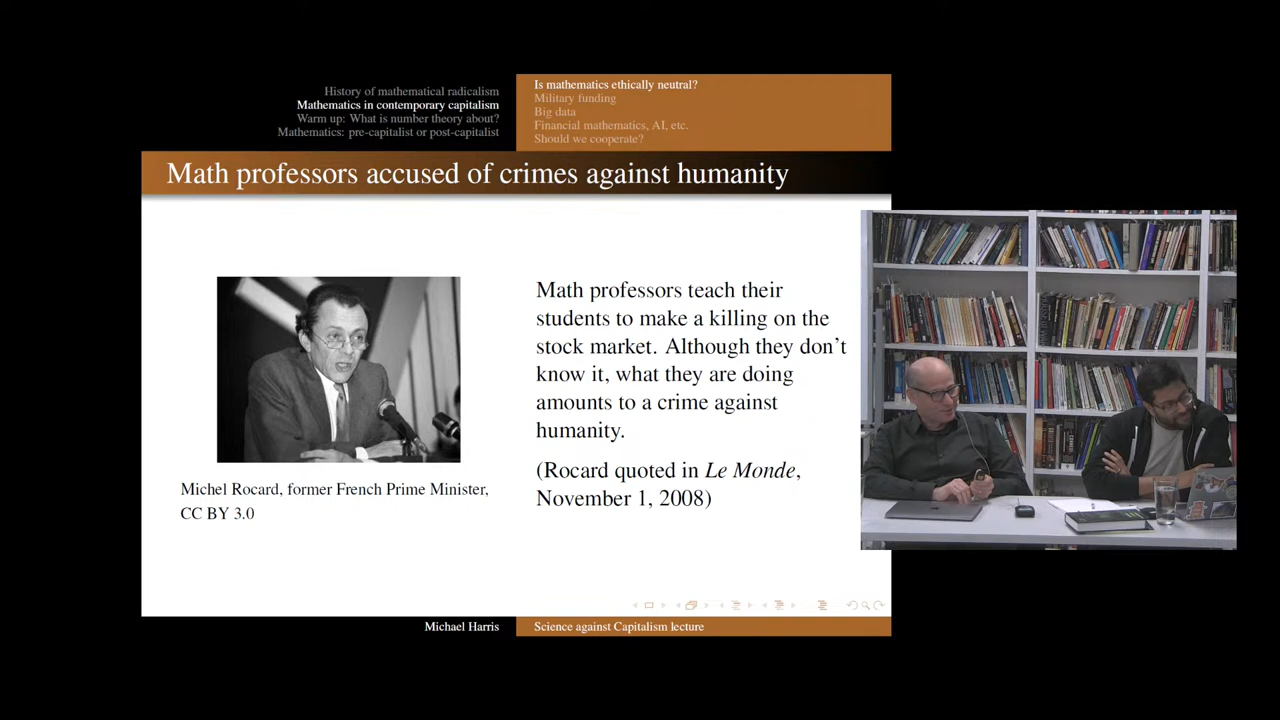 History of mathematical radicalism
Mathematics in contemporary capitalism
Warm up: What is number theory about?
Mathematics: pre-capitalist or post-capitalist
Is mathematics ethically neutral?
Military funding
Big data
Financial mathematics, AI, etc.
Should we cooperate?
Math professors accused of crimes against humanity
Math professors teach their
students to make a killing on the
stock market. Although they don’t
know it, what they are doing
amounts to a crime against
humanity.
(Rocard quoted in Le Monde,
November 1, 2008)
Michel Rocard, former French Prime Minister,
CC BY 3.0
Michael Harris
Science against Capitalism lecture